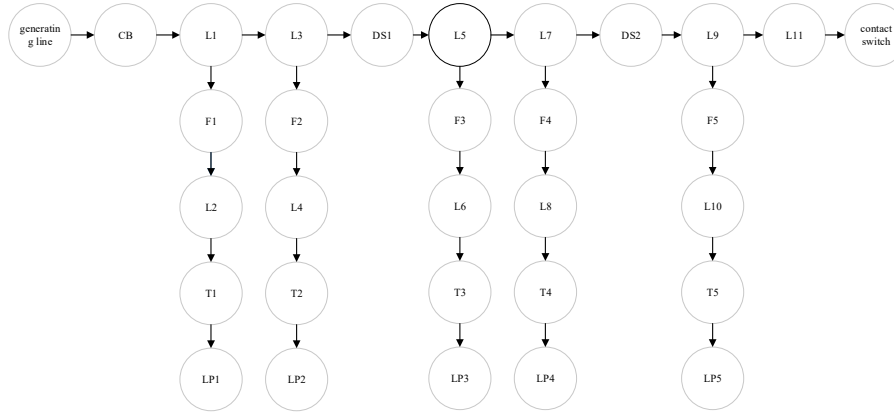 generatin
g line
CB
L1
L3
DS1
L5
L7
DS2
L9
L11
contact
switch
F1
F2
F3
F4
F5
L2
L4
L6
L8
L10
T1
T2
T3
T4
T5
LP1
LP2
LP3
LP4
LP5